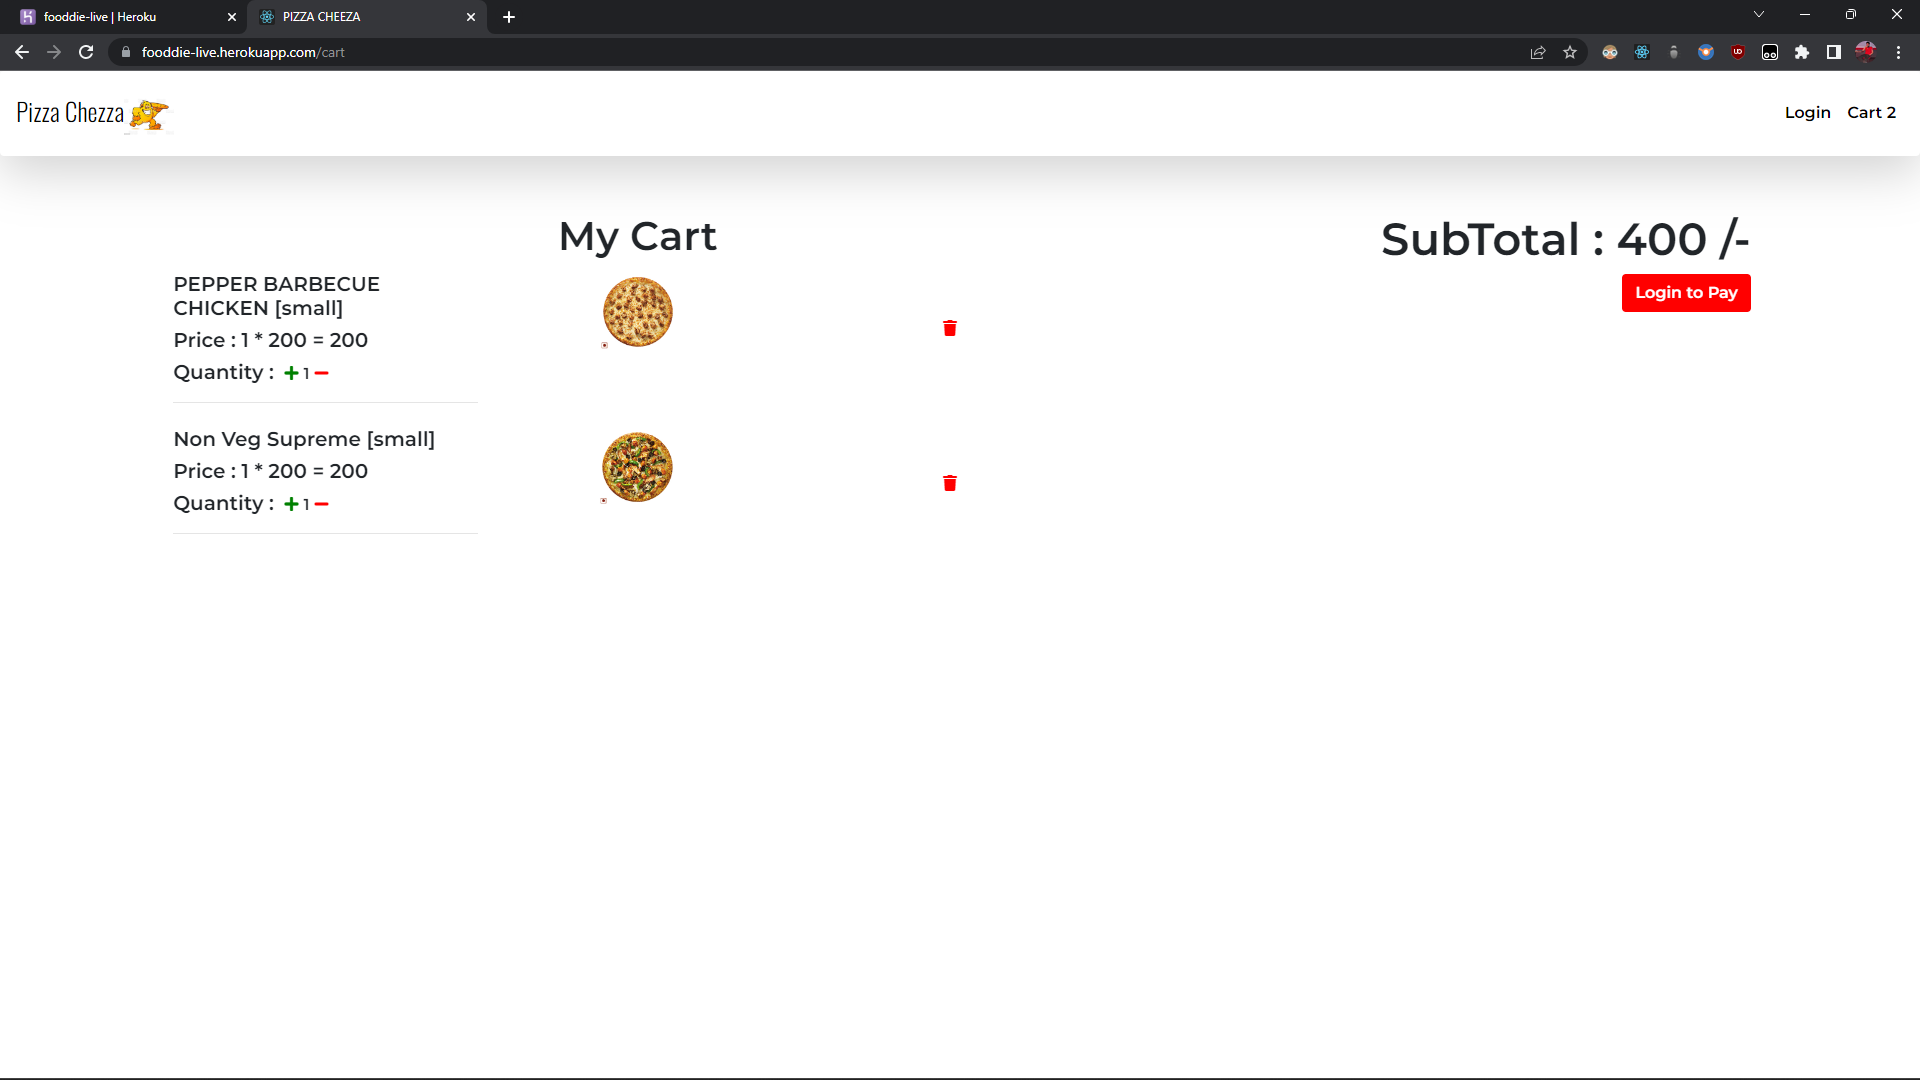 fooddie-live | Heroku
PIZZA CHEEZA
fooddie-live.herokuapp.com/cart
Pizza Chezza
Login Cart 2
My Cart
SubTotal : 400 /-
Login to Pay
PEPPER BARBECUE
CHICKEN [small]
Price : 1 * 200 = 200
Quantity : + 1 −
Non Veg Supreme [small]
Price : 1 * 200 = 200
Quantity : + 1 −